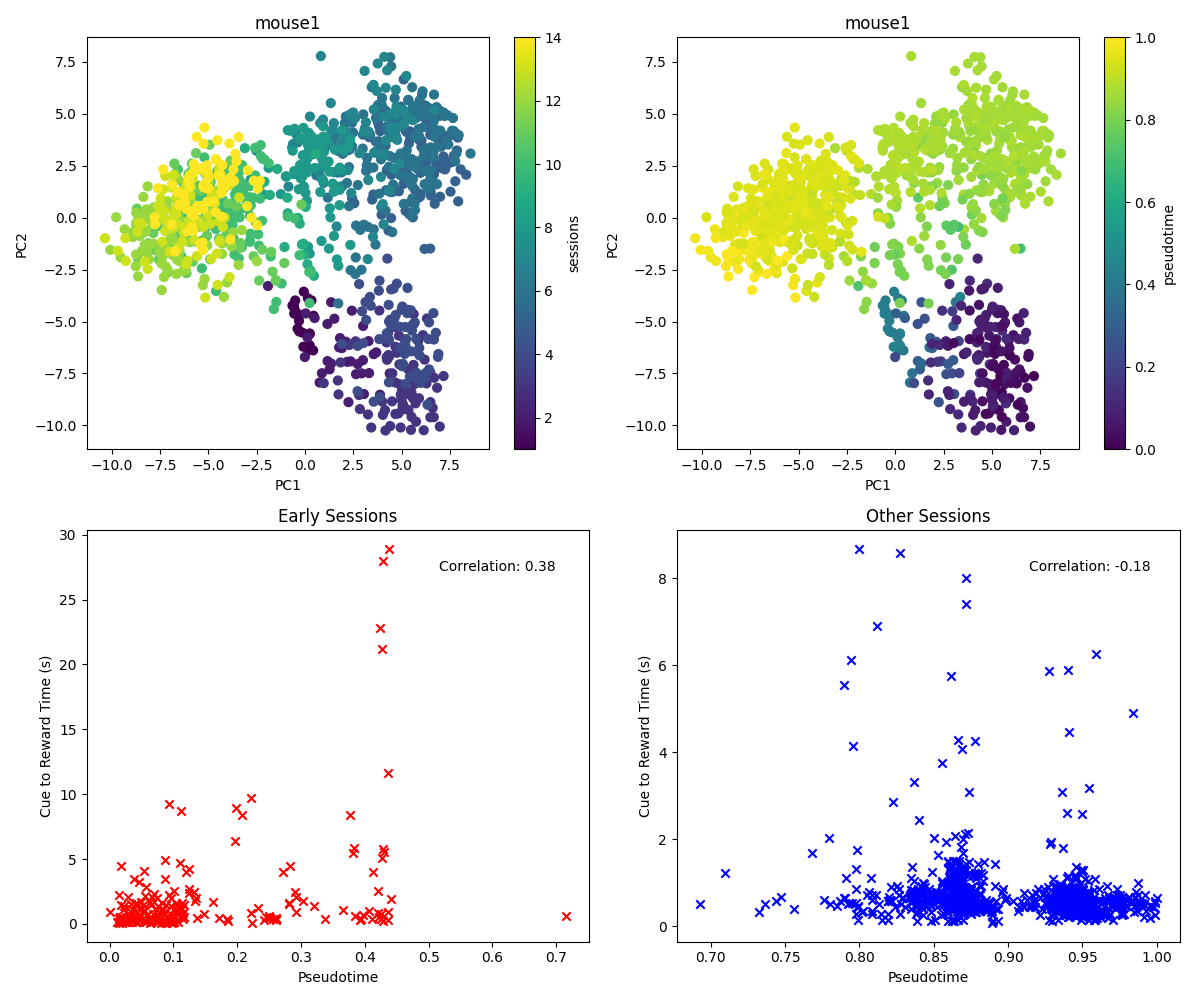 mouse1
7.5
5.0
2.5
0.0
−2.5
−5.0
−7.5
−10.0
PC2
−10.0 −7.5 −5.0 −2.5 0.0 2.5 5.0 7.5
PC1
14
12
10
8
6
4
2
sessions
mouse1
7.5
5.0
2.5
0.0
−2.5
−5.0
−7.5
−10.0
PC2
−10.0 −7.5 −5.0 −2.5 0.0 2.5 5.0 7.5
PC1
1.0
0.8
0.6
0.4
0.2
0.0
pseudotime
Early Sessions
Correlation: 0.38
30
25
20
15
10
5
0
Cue to Reward Time (s)
0.0 0.1 0.2 0.3 0.4 0.5 0.6 0.7
Pseudotime
Other Sessions
Correlation: -0.18
8
6
4
2
0
Cue to Reward Time (s)
0.70 0.75 0.80 0.85 0.90 0.95 1.00
Pseudotime